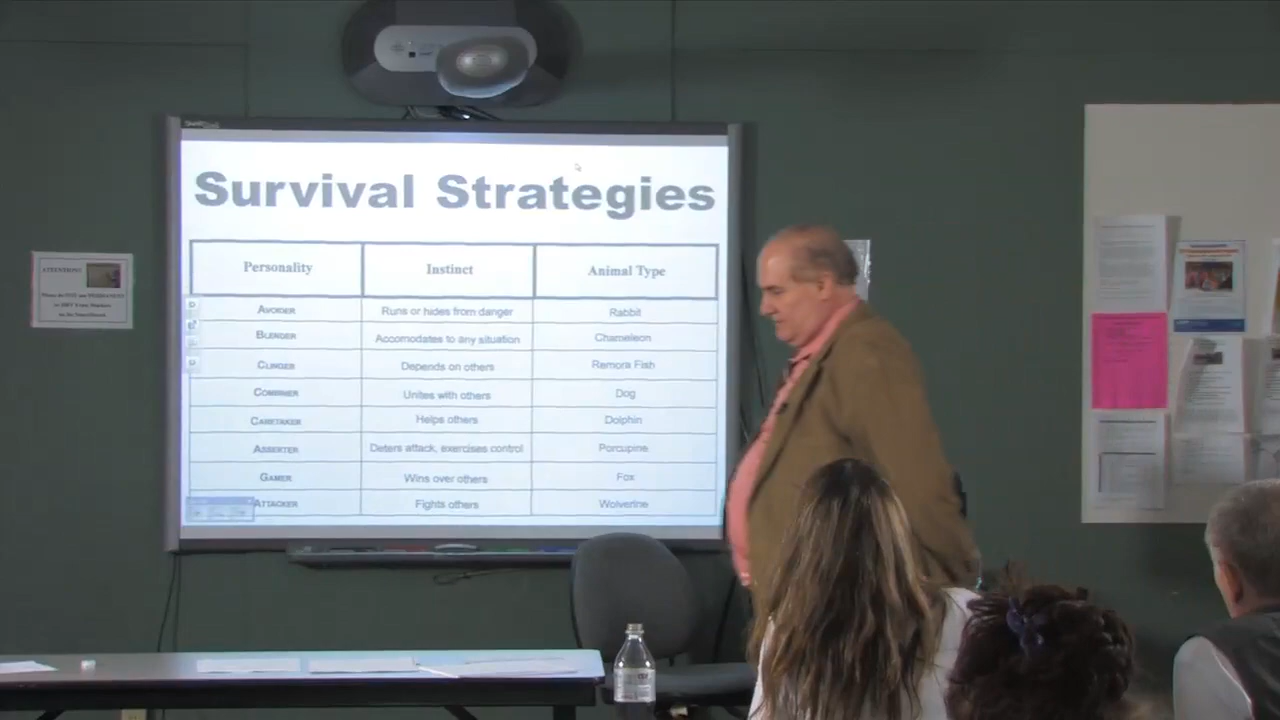 Survival Strategies
Personality Instinct Animal Type
AVOIDER Runs or hides from danger Rabbit
BLENDER Accomodates to any situation Chameleon
CLINGER Depends on others Remora Fish
COMBINER Unites with others Dog
CARETAKER Helps others Dolphin
ASSERTER Deters attack, exercises control Porcupine
GAMER Wins over others Fox
ATTACKER Fights others Wolverine
ATTENTION!